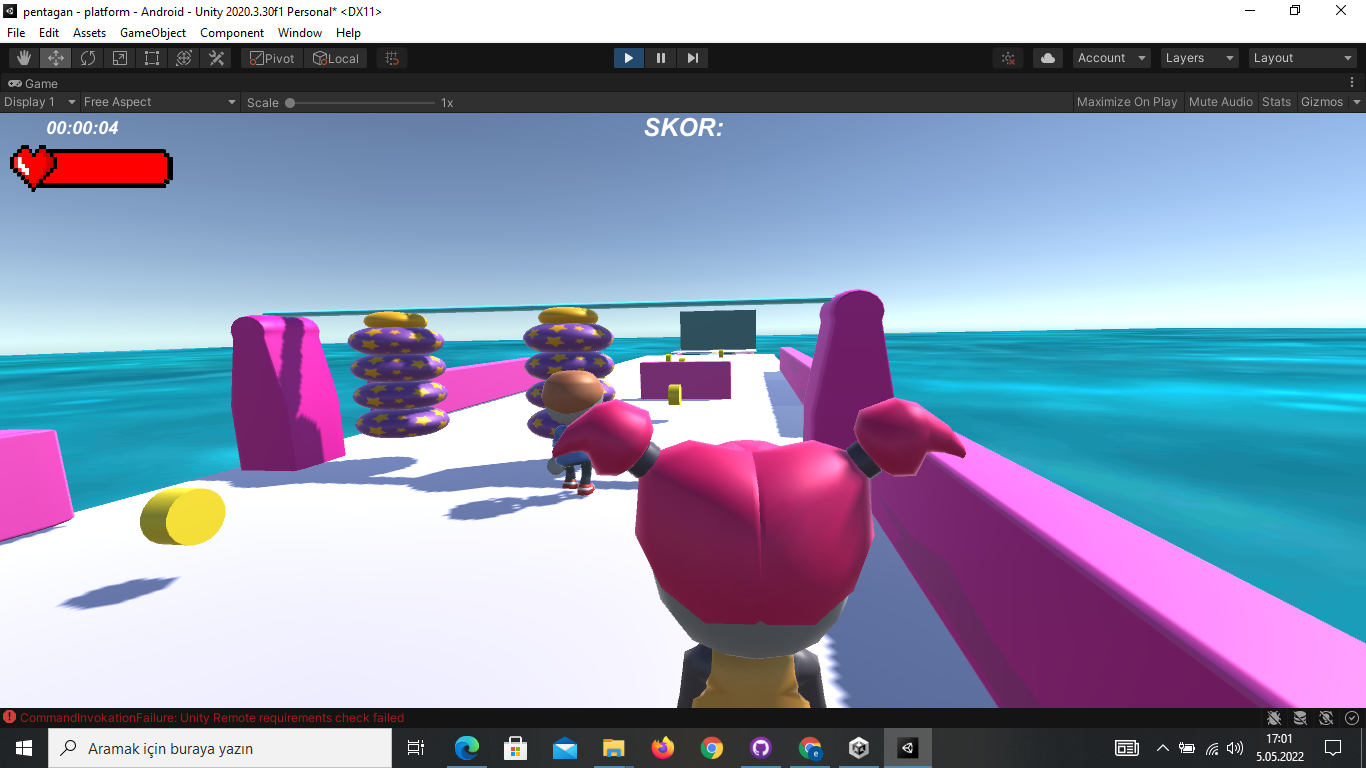 pentagan - platform - Android - Unity 2020.3.30f1 Personal* <DX11>
File Edit Assets GameObject Component Window Help
Pivot Local Account Layers Layout
Game
Display 1 Free Aspect Scale 1x Maximize On Play Mute Audio Stats Gizmos
00:00:04 SKOR:
CommandInvokationFailure: Unity Remote requirements check failed
Aramak için buraya yazın
17:01
5.05.2022